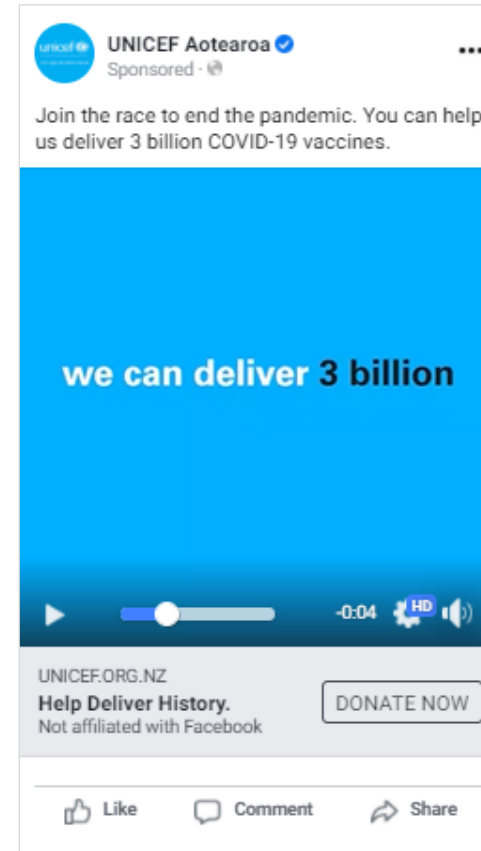 unicef
UNICEF Aotearoa
Sponsored ·
Join the race to end the pandemic. You can help
us deliver 3 billion COVID-19 vaccines.
we can deliver 3 billion
-0:04 HD
UNICEF.ORG.NZ
Help Deliver History.
DONATE NOW
Not affiliated with Facebook
Like Comment Share